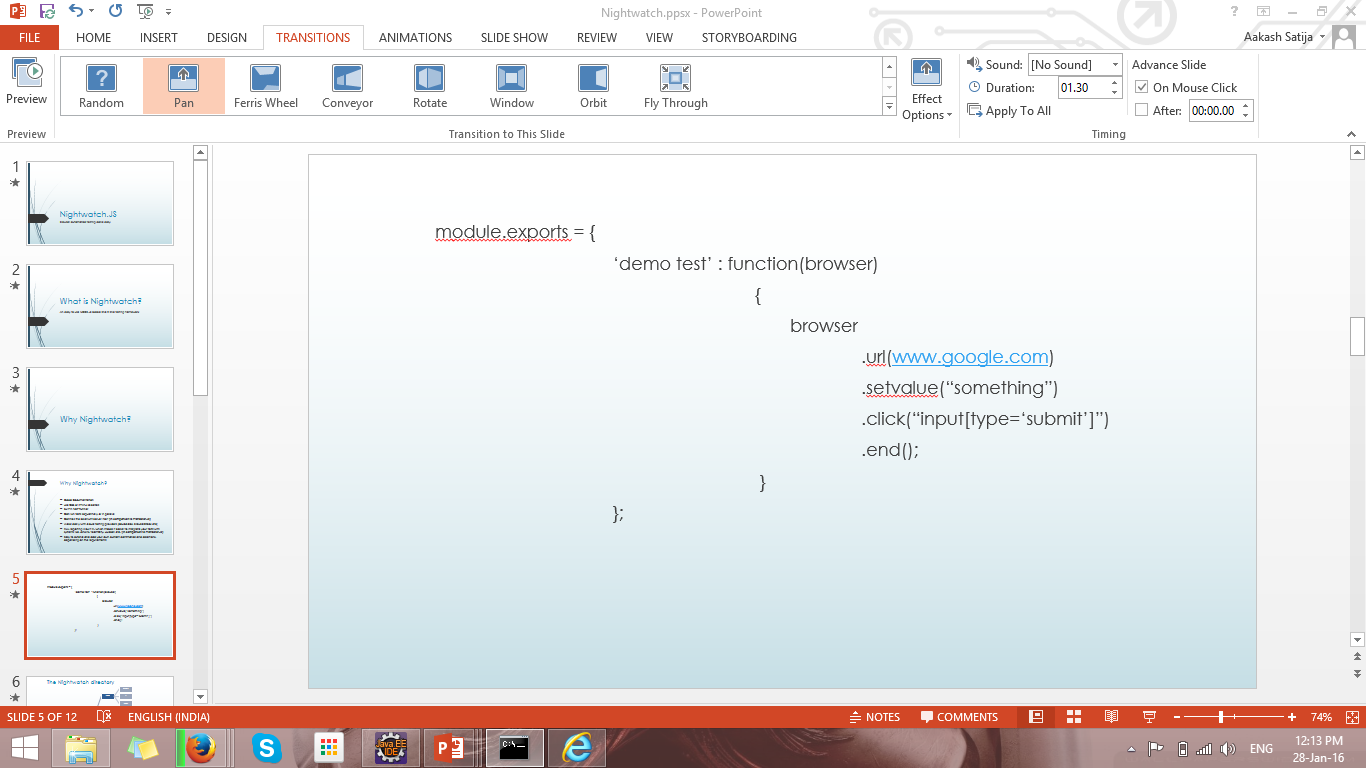 Nightwatch.ppsx - PowerPoint
FILE HOME INSERT DESIGN TRANSITIONS ANIMATIONS SLIDE SHOW REVIEW VIEW STORYBOARDING Aakash Satija
Preview
Random Pan Ferris Wheel Conveyor Rotate Window Orbit Fly Through
Effect Options
Sound: [No Sound]
Duration: 01.30
Apply To All
Advance Slide
On Mouse Click
After: 00:00.00
Preview Transition to This Slide Timing
1
Nightwatch.JS
2
What is Nightwatch?
3
Why Nightwatch?
4
Why Nightwatch?
5
6
The Nightwatch directory
module.exports = {
‘demo test’ : function(browser)
{
browser
.url(www.google.com)
.setvalue(“something”)
.click(“input[type=‘submit’]”)
.end();
}
};
SLIDE 5 OF 12 ENGLISH (INDIA) NOTES COMMENTS 74%
Java EE IDE
C:\_
ENG
12:13 PM
28-Jan-16